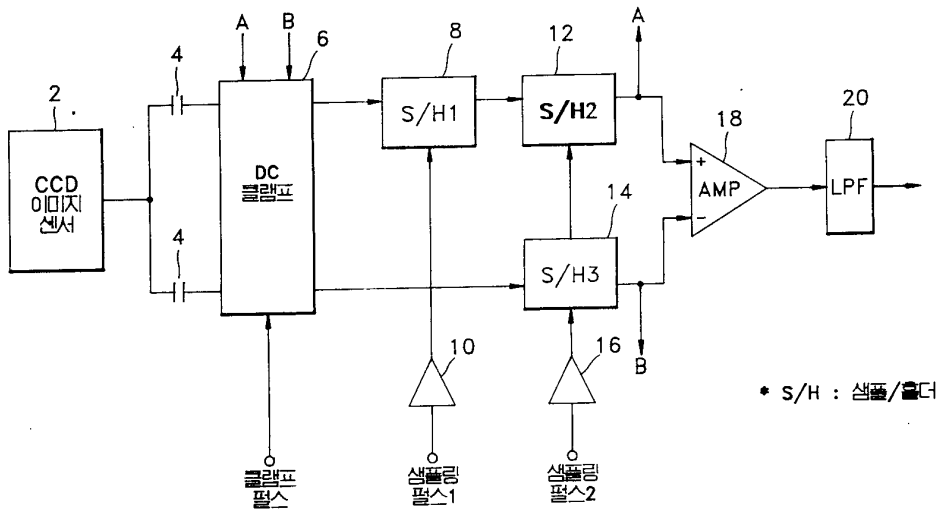 A
B
6
4
8
12
A
2
S/H1
S/H2
18
20
CCD
이미지
센서
DC
클램프
+
AMP
-
LPF
4
14
S/H3
10
16
B
* S/H : 샘플/홀더
클램프
펄스
샘플링
펄스1
샘플링
펄스2